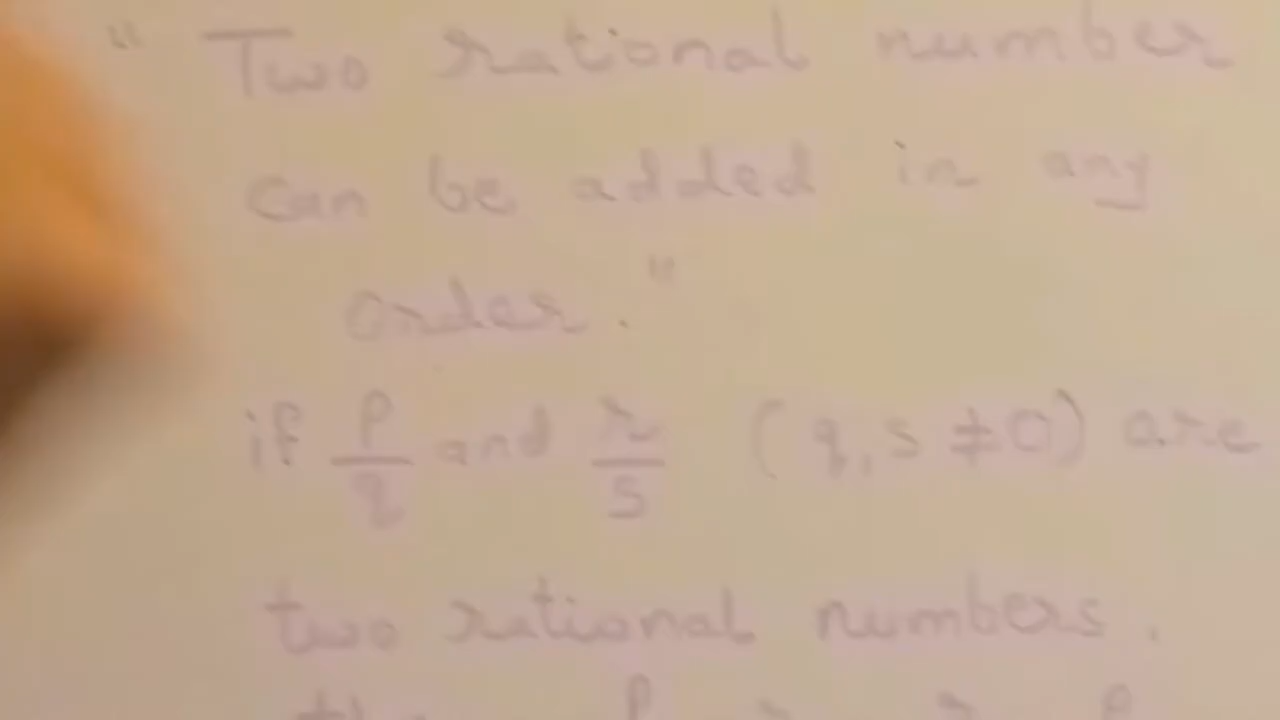 " Two rational number
can be added in any
order. "
if p/q and r/s (q, s ≠ 0) are
two rational numbers.